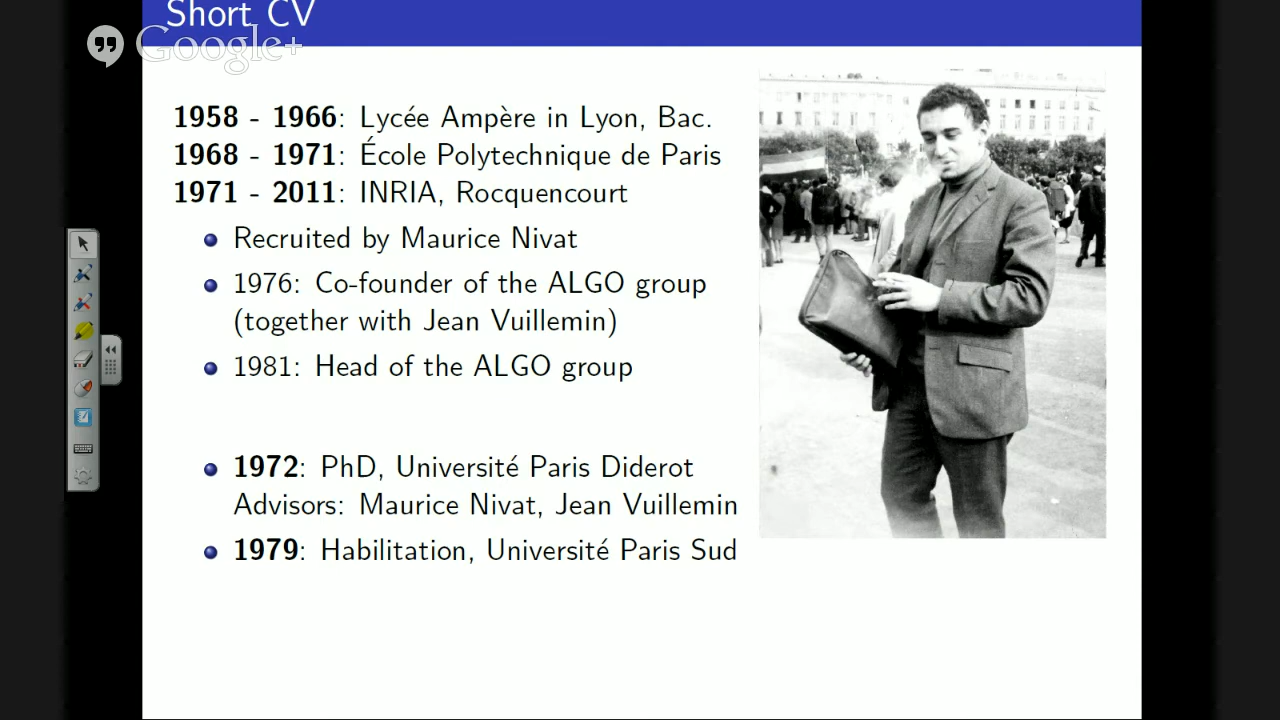 Short CV
Google+
1958 - 1966: Lycée Ampère in Lyon, Bac.
1968 - 1971: École Polytechnique de Paris
1971 - 2011: INRIA, Rocquencourt
Recruited by Maurice Nivat
1976: Co-founder of the ALGO group
(together with Jean Vuillemin)
1981: Head of the ALGO group
1972: PhD, Université Paris Diderot
Advisors: Maurice Nivat, Jean Vuillemin
1979: Habilitation, Université Paris Sud